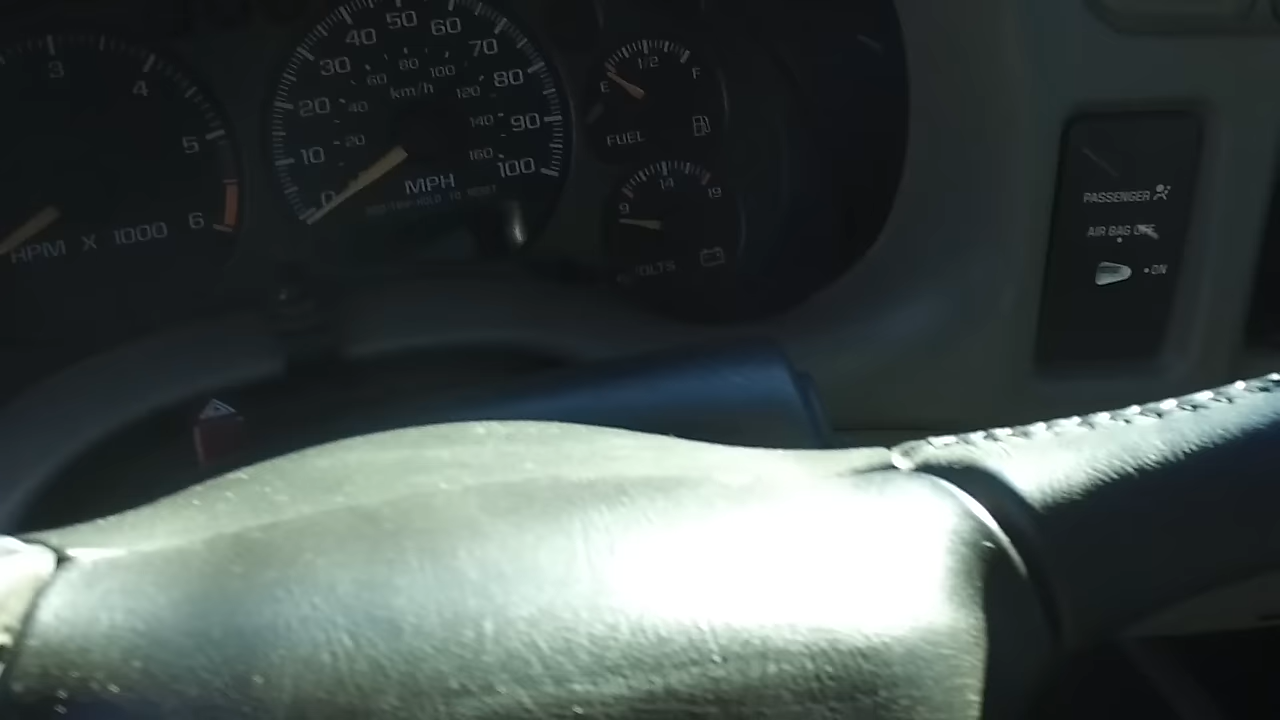 3
4
5
6
RPM X 1000
0
10
20
30
40
50
60
70
80
90
100
20
40
60
80
100
120
140
160
km/h
MPH
E
1/2
F
FUEL
9
14
19
VOLTS
PASSENGER
AIR BAG OFF
• ON